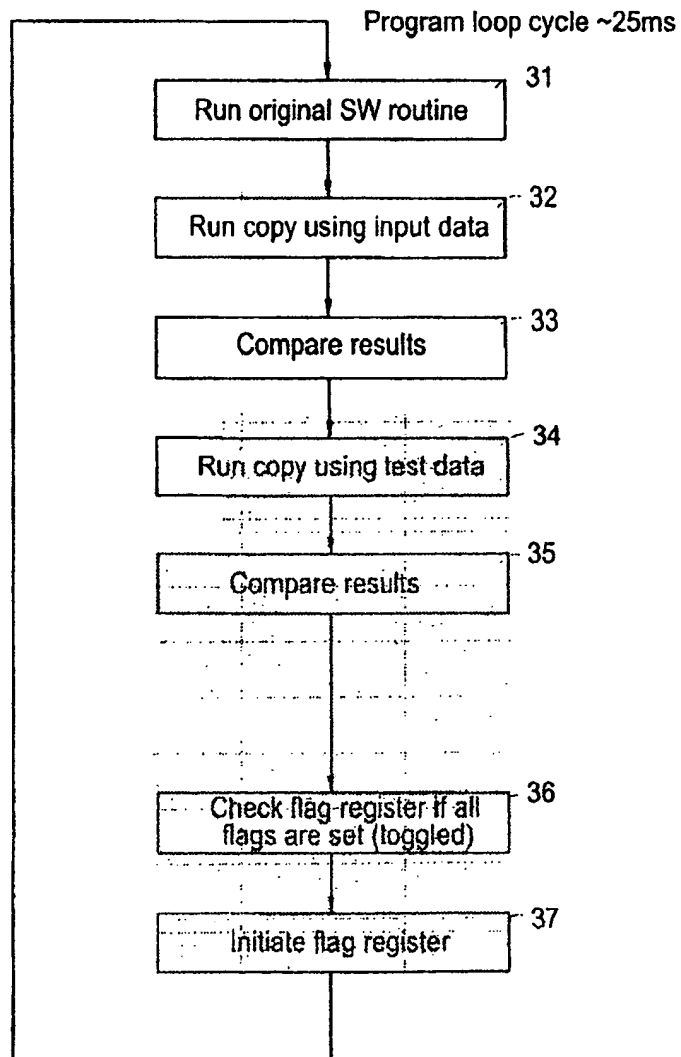 Program loop cycle ~25ms
31
Run original SW routine
32
Run copy using input data
33
Compare results
34
Run copy using test data
35
Compare results
36
Check flag register if all
flags are set (toggled)
37
Initiate flag register